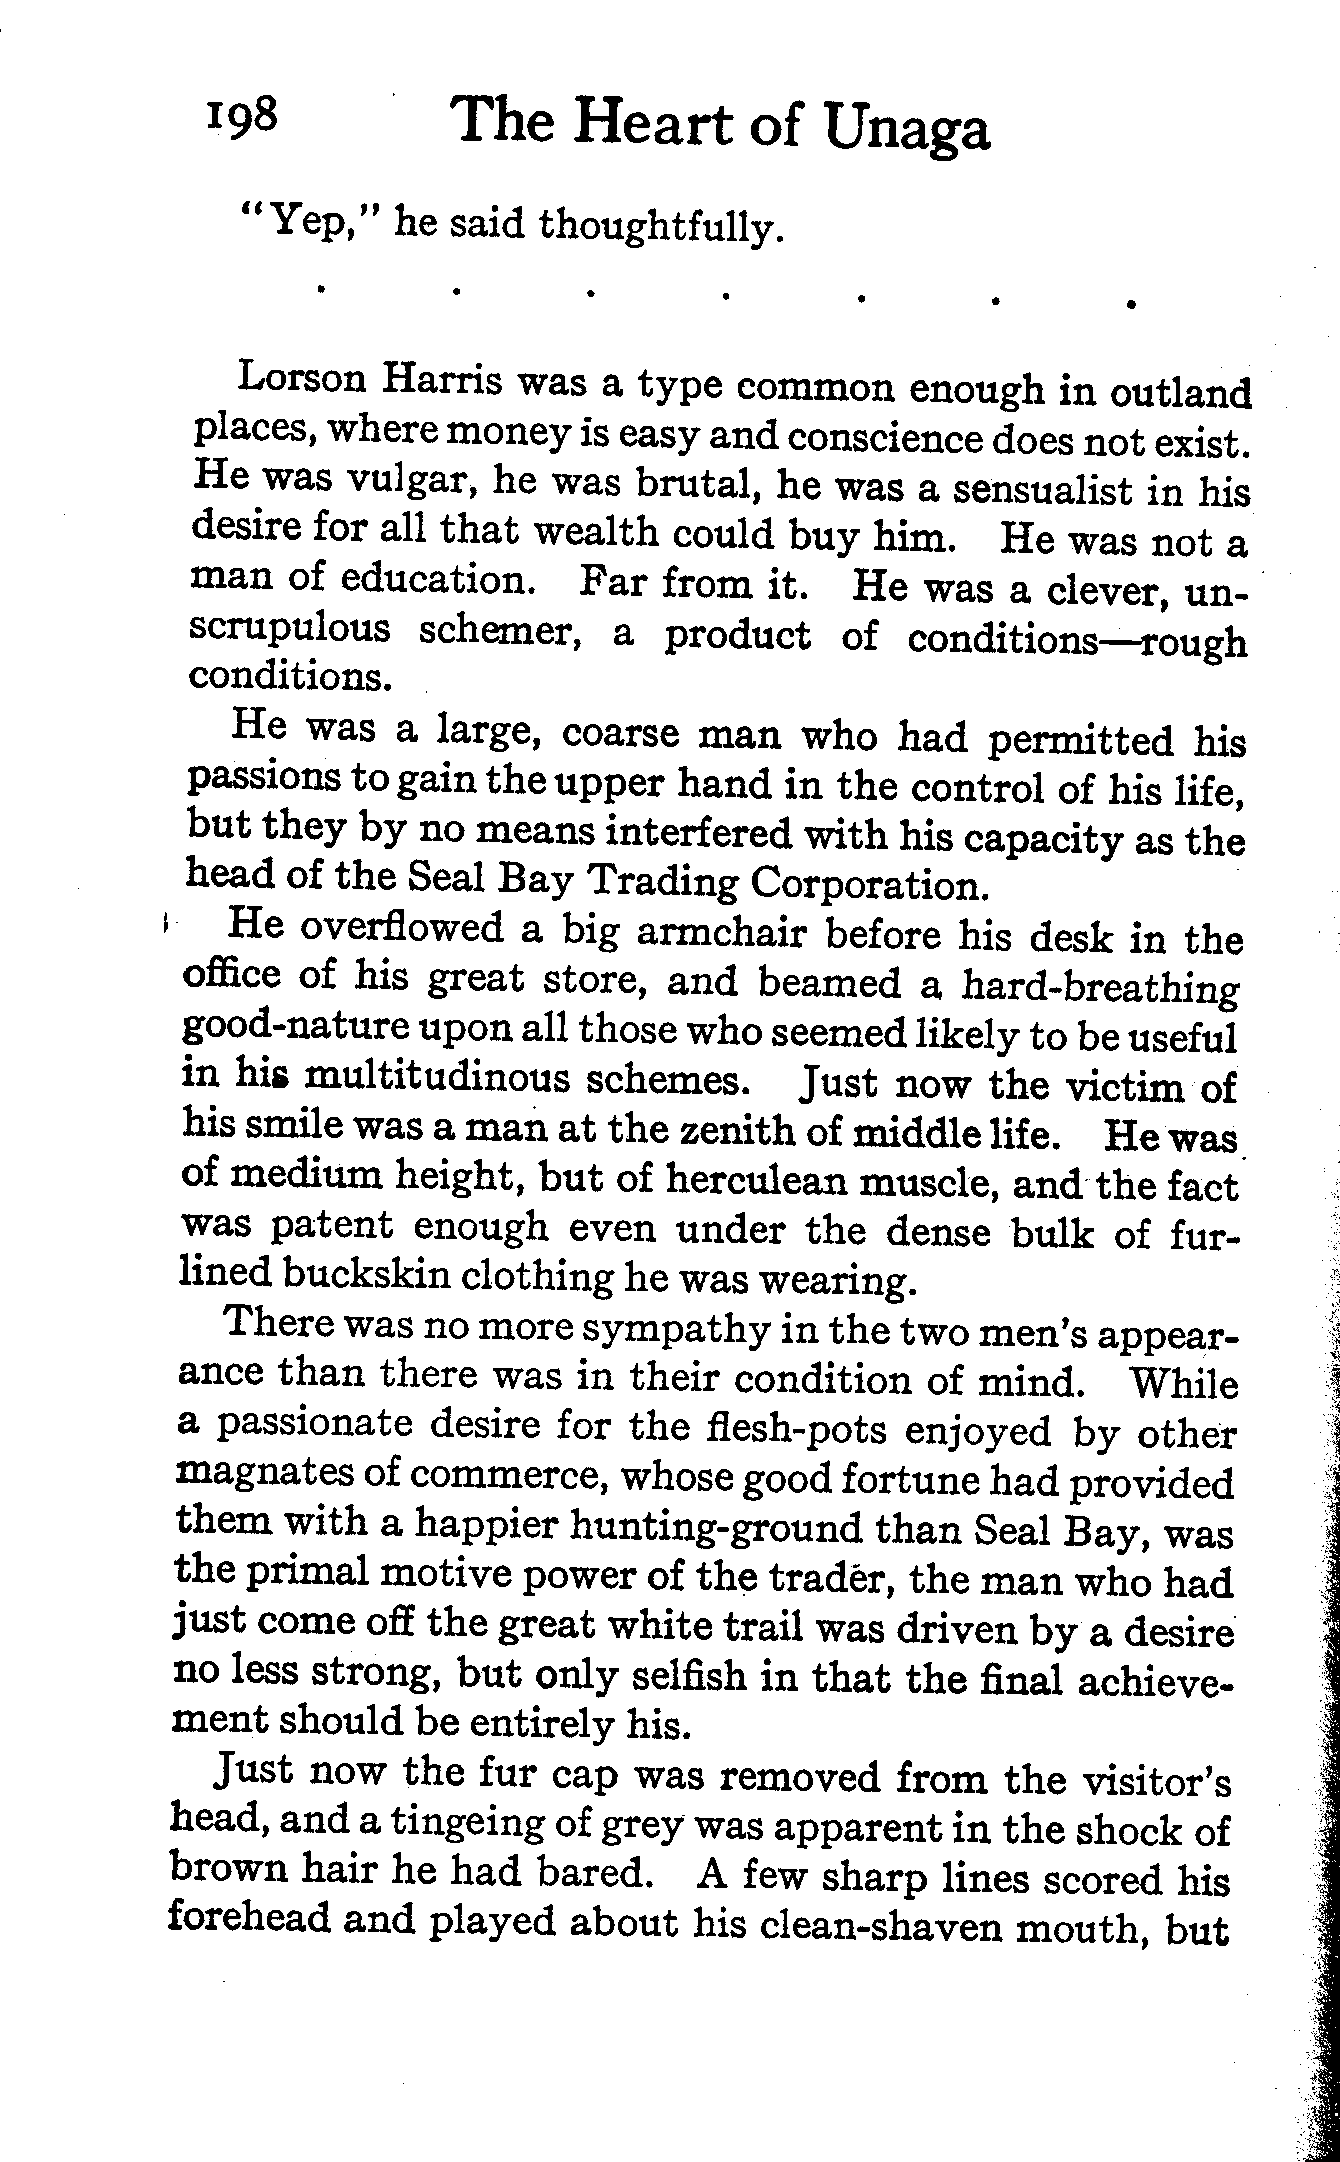 198 The Heart of Unaga
"Yep," he said thoughtfully.
. . . . . . .
Lorson Harris was a type common enough in outland
places, where money is easy and conscience does not exist.
He was vulgar, he was brutal, he was a sensualist in his
desire for all that wealth could buy him. He was not a
man of education. Far from it. He was a clever, un-
scrupulous schemer, a product of conditions—rough
conditions.
He was a large, coarse man who had permitted his
passions to gain the upper hand in the control of his life,
but they by no means interfered with his capacity as the
head of the Seal Bay Trading Corporation.
He overflowed a big armchair before his desk in the
office of his great store, and beamed a hard-breathing
good-nature upon all those who seemed likely to be useful
in his multitudinous schemes. Just now the victim of
his smile was a man at the zenith of middle life. He was
of medium height, but of herculean muscle, and the fact
was patent enough even under the dense bulk of fur-
lined buckskin clothing he was wearing.
There was no more sympathy in the two men's appear-
ance than there was in their condition of mind. While
a passionate desire for the flesh-pots enjoyed by other
magnates of commerce, whose good fortune had provided
them with a happier hunting-ground than Seal Bay, was
the primal motive power of the trader, the man who had
just come off the great white trail was driven by a desire
no less strong, but only selfish in that the final achieve-
ment should be entirely his.
Just now the fur cap was removed from the visitor's
head, and a tingeing of grey was apparent in the shock of
brown hair he had bared. A few sharp lines scored his
forehead and played about his clean-shaven mouth, but